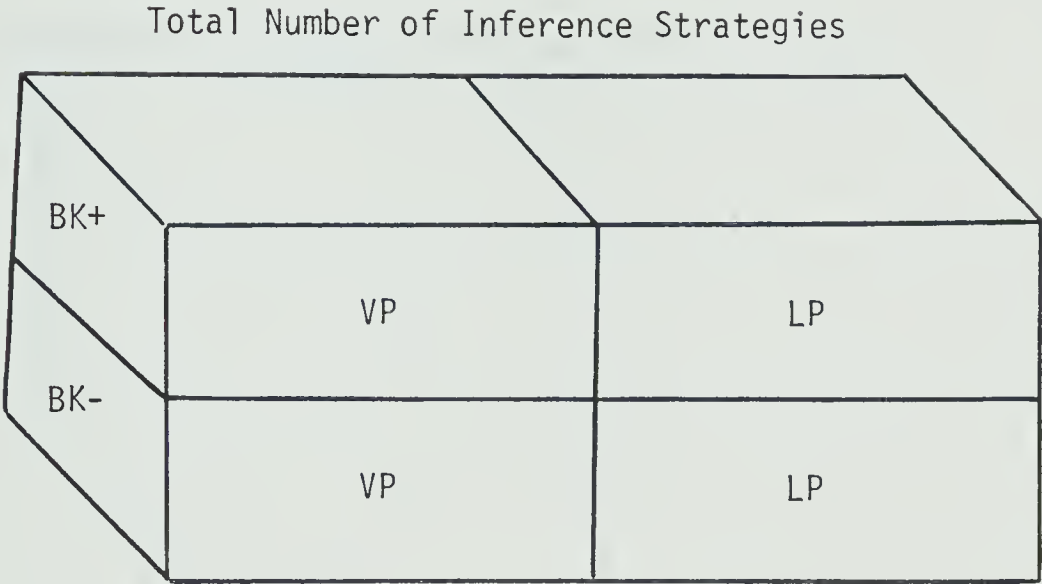 Total Number of Inference Strategies
BK+
VP
LP
BK-
VP
LP